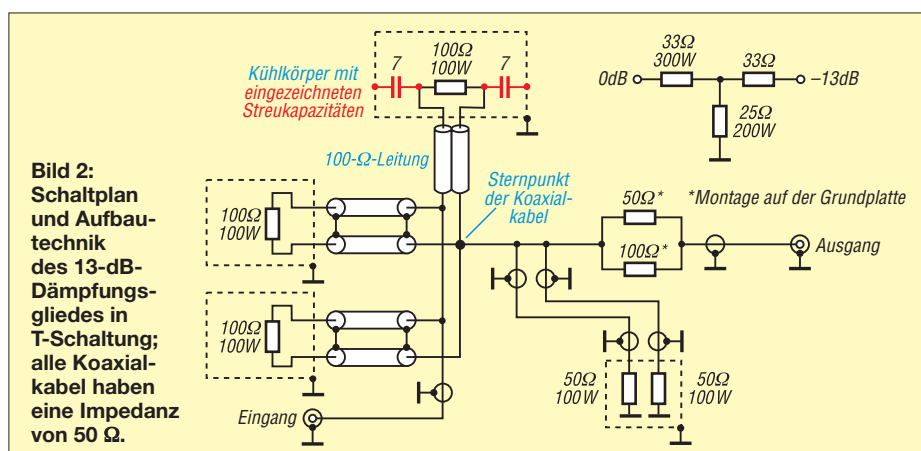 Kühlkörper mit
eingezeichneten
Streukapazitäten
7
100Ω
100W
7
33Ω
300W
33Ω
0dB
–13dB
25Ω
200W
100-Ω-Leitung
Bild 2:
Schaltplan
und Aufbau-
technik
des 13-dB-
Dämpfungs-
gliedes in
T-Schaltung;
alle Koaxial-
kabel haben
eine Impedanz
von 50 Ω.
100Ω
100W
100Ω
100W
Sternpunkt
der Koaxial-
kabel
50Ω*
100Ω*
*Montage auf der Grundplatte
Ausgang
50Ω
100W
50Ω
100W
Eingang